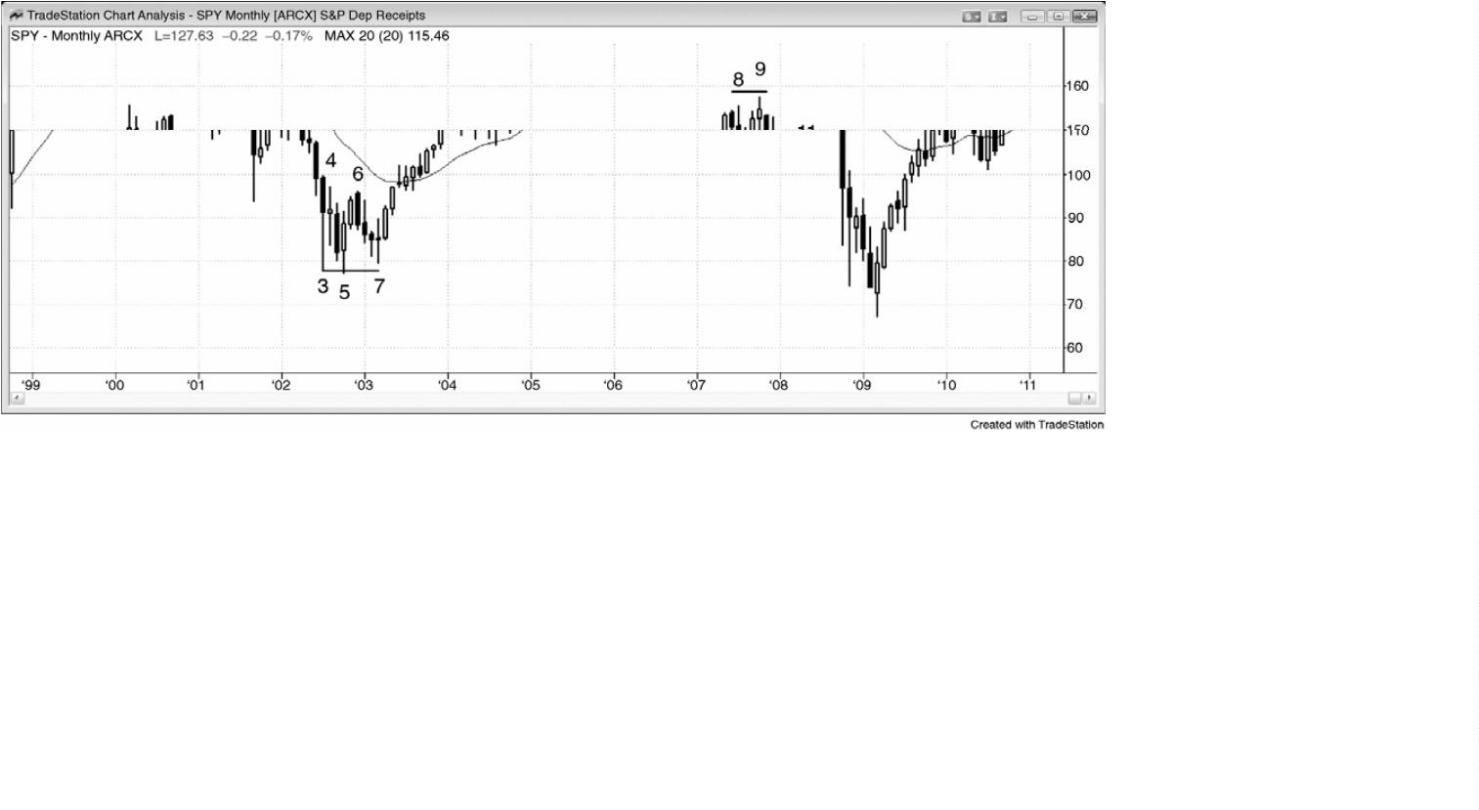 TradeStation Chart Analysis - SPY Monthly [ARCX] S&P Dep Receipts
SPY - Monthly ARCX L=127.63 −0.22 −0.17% MAX 20 (20) 115.46
9
8
160
150
4
6
100
90
80
3 5 7
70
60
'99 '00 '01 '02 '03 '04 '05 '06 '07 '08 '09 '10 '11
Created with TradeStation